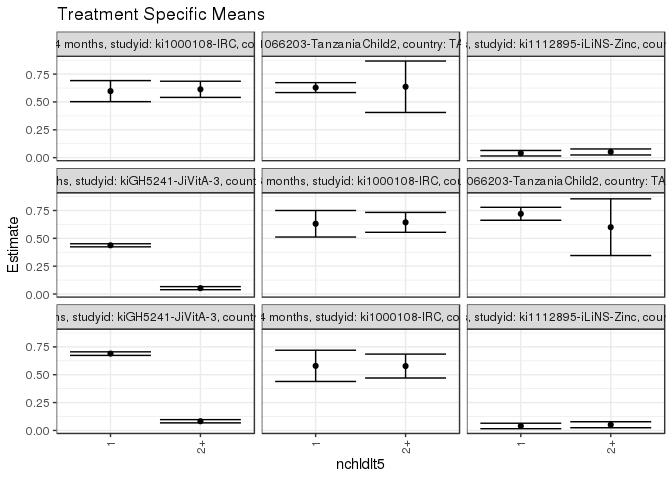 Treatment Specific Means
4 months, studyid: ki1000108-IRC, co
1066203-TanzaniaChild2, country: TA
s, studyid: ki1112895-iLiNS-Zinc, cou
0.75
0.50
0.25
0.00
hs, studyid: kiGH5241-JiVitA-3, count
months, studyid: ki1000108-IRC, co
066203-TanzaniaChild2, country: TA
0.75
0.50
0.25
0.00
Estimate
hs, studyid: kiGH5241-JiVitA-3, count
4 months, studyid: ki1000108-IRC, co
s, studyid: ki1112895-iLiNS-Zinc, cou
0.75
0.50
0.25
0.00
1
2+
1
2+
1
2+
nchldlt5